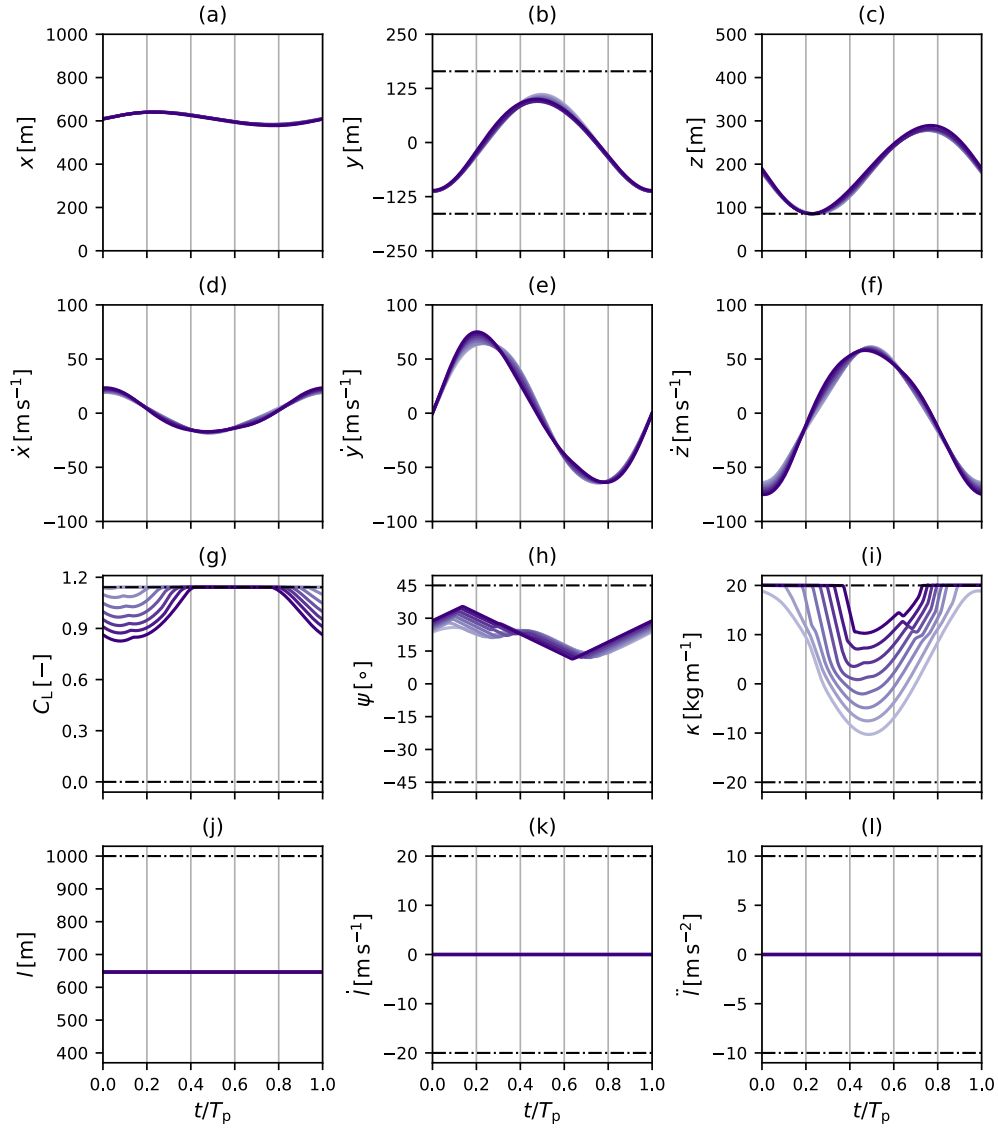 (a) (b) (c)
1000 250 500
800 125 400
600 0 300
400 −125 200
200 −250 100
0 0
x [m] y [m] z [m]
(d) (e) (f)
100 100 100
50 50 50
0 0 0
−50 −50 −50
−100 −100 −100
ẋ [m s⁻¹] ẏ [m s⁻¹] ż [m s⁻¹]
(g) (h) (i)
1.2 45 20
0.9 30 10
0.6 15 0
0.3 0 −10
0.0 −15 −20
−30
−45
C_L [−] ψ [∘] κ [kg m⁻¹]
(j) (k) (l)
1000 20 10
900 10 5
800 0 0
700 −10 −5
600 −20 −10
500
400
l [m] l̇ [m s⁻¹] l̈ [m s⁻²]
0.0 0.2 0.4 0.6 0.8 1.0 0.0 0.2 0.4 0.6 0.8 1.0 0.0 0.2 0.4 0.6 0.8 1.0
t/T_p t/T_p t/T_p